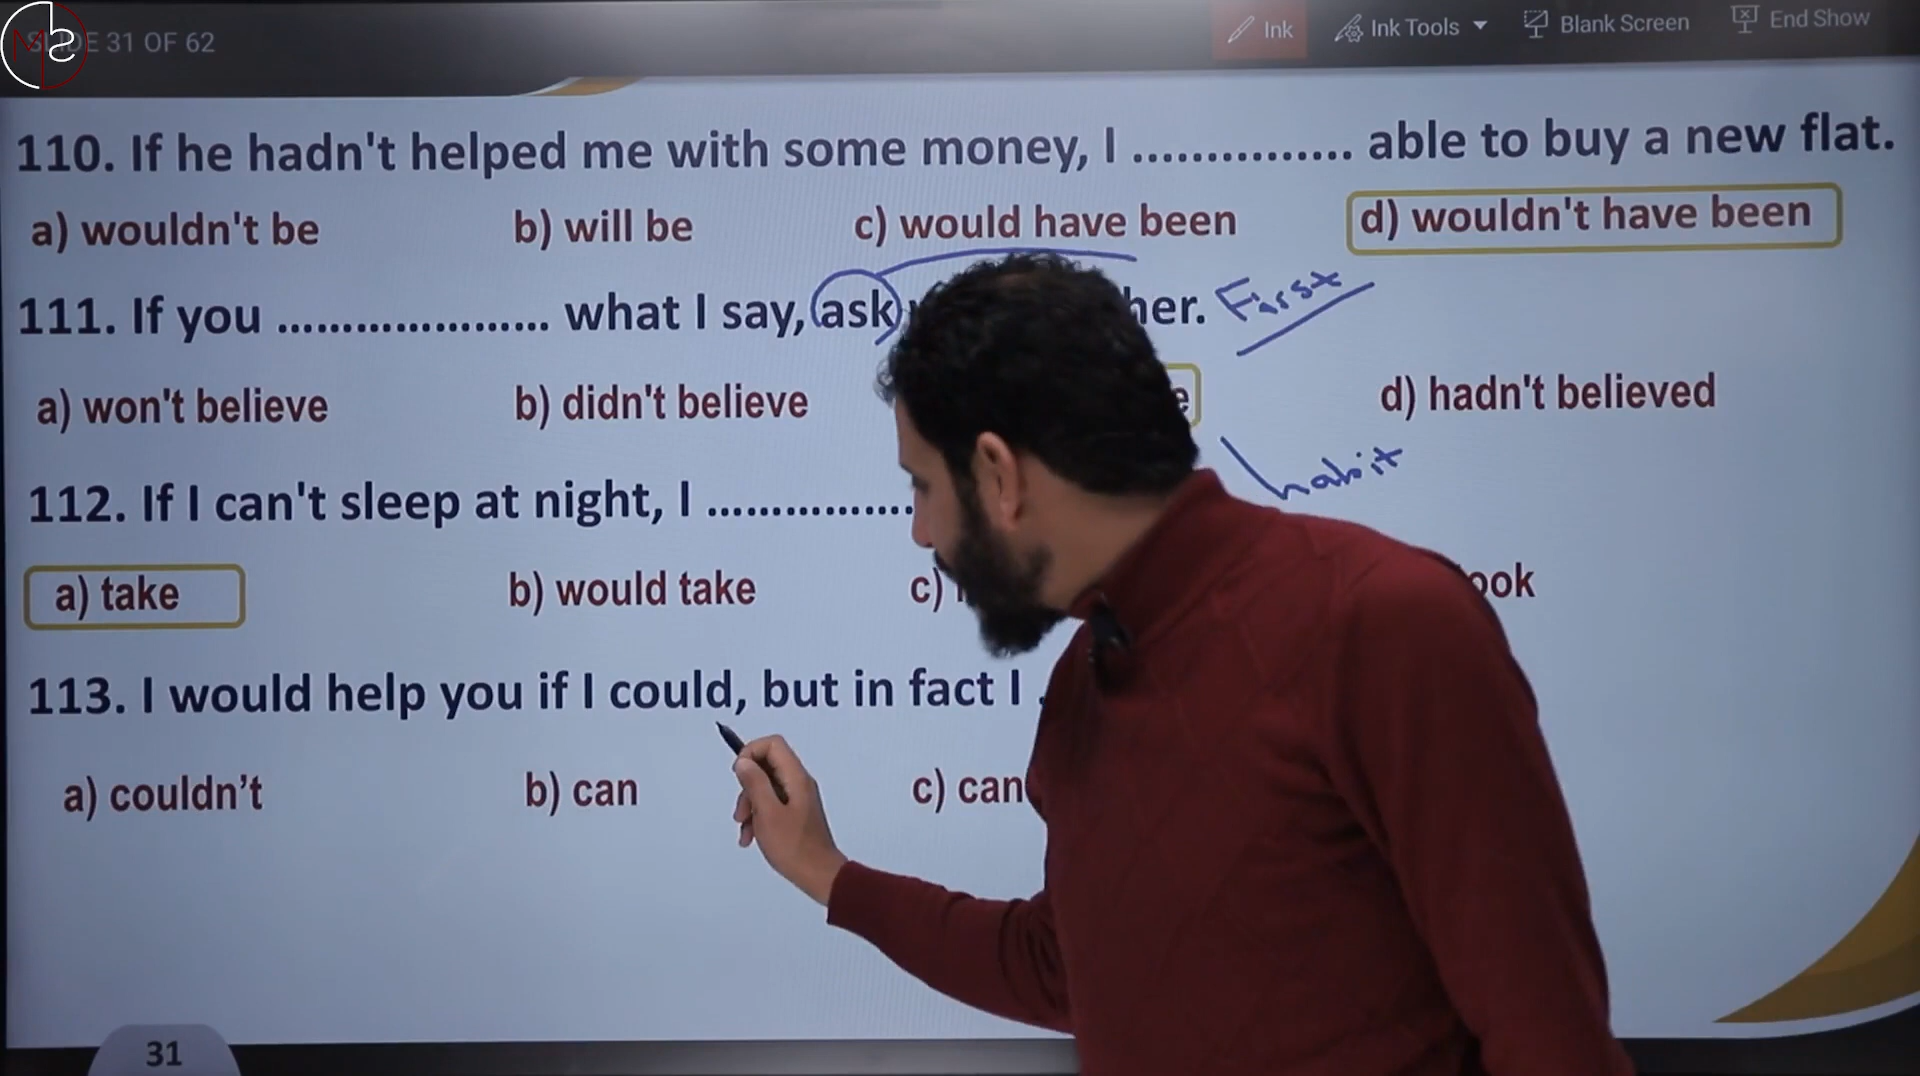 SLIDE 31 OF 62
Ink
Ink Tools
Blank Screen
End Show
110. If he hadn't helped me with some money, I ............... able to buy a new flat.
a) wouldn't be b) will be c) would have been d) wouldn't have been
111. If you ..................... what I say, ask her. First
a) won't believe b) didn't believe d) hadn't believed
habit
112. If I can't sleep at night, I ................
a) take b) would take c)
113. I would help you if I could, but in fact I
a) couldn’t b) can c)
31